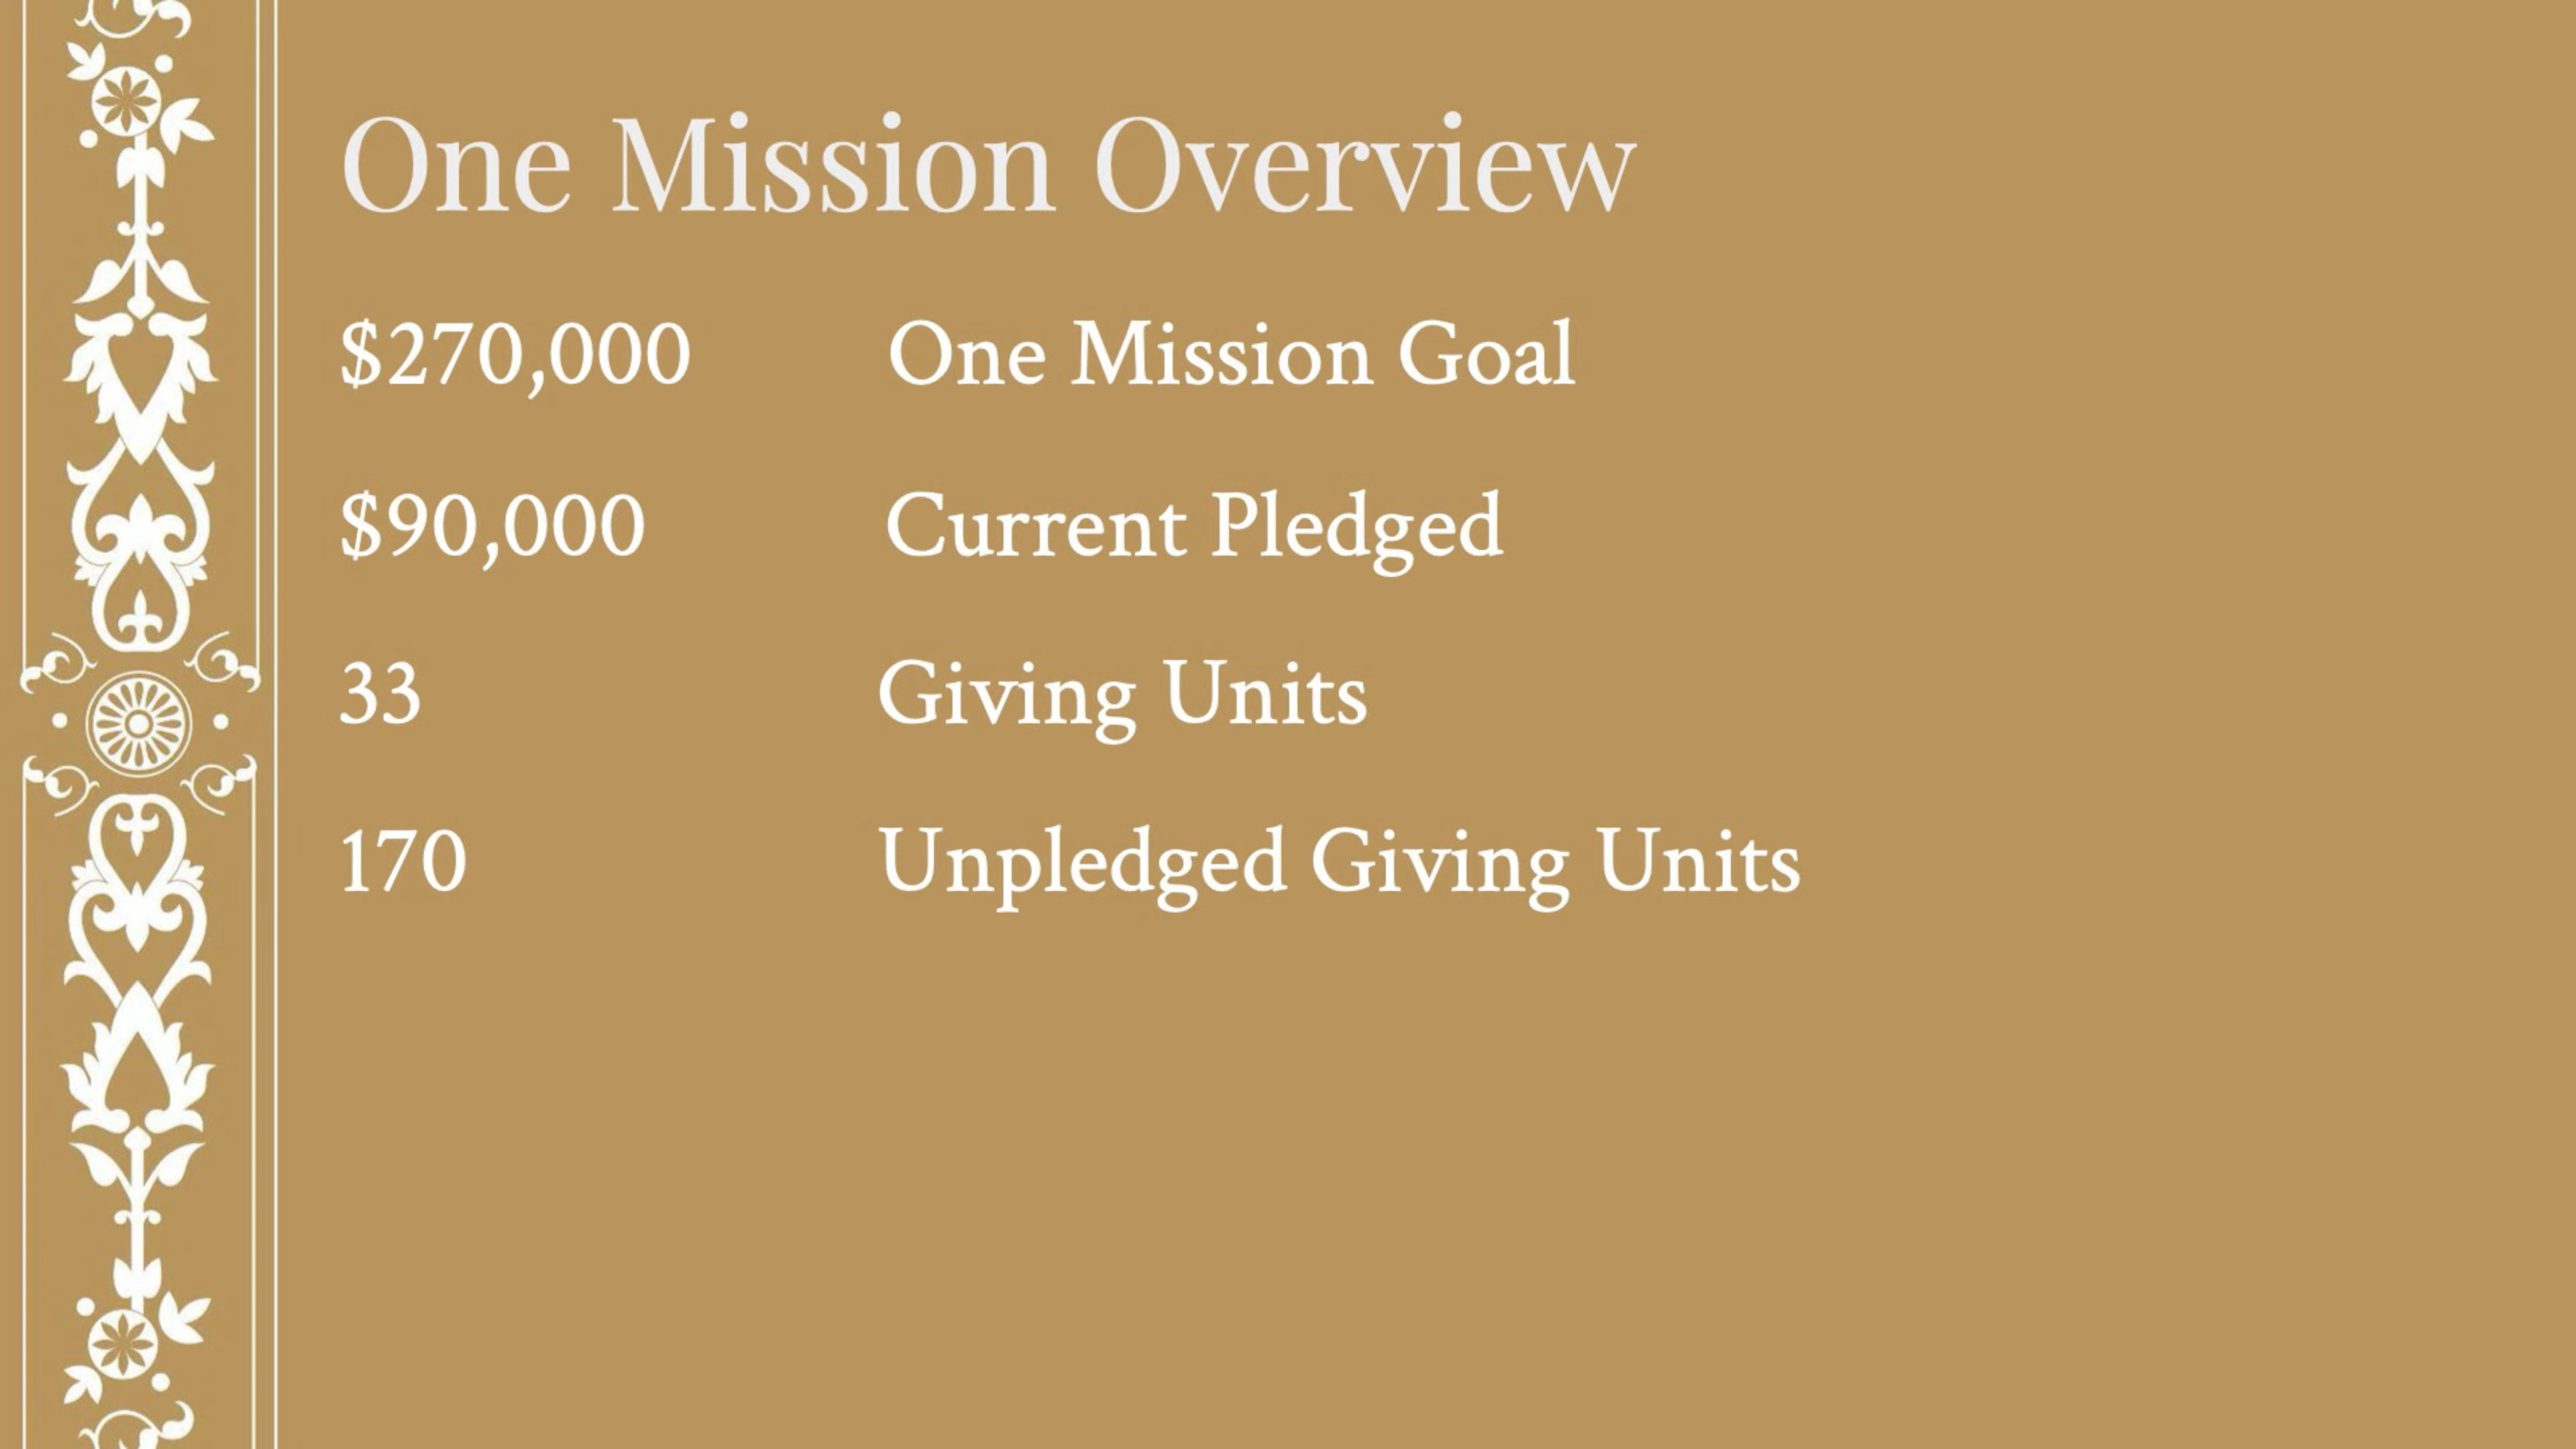 One Mission Overview
$270,000 One Mission Goal
$90,000 Current Pledged
33 Giving Units
170 Unpledged Giving Units